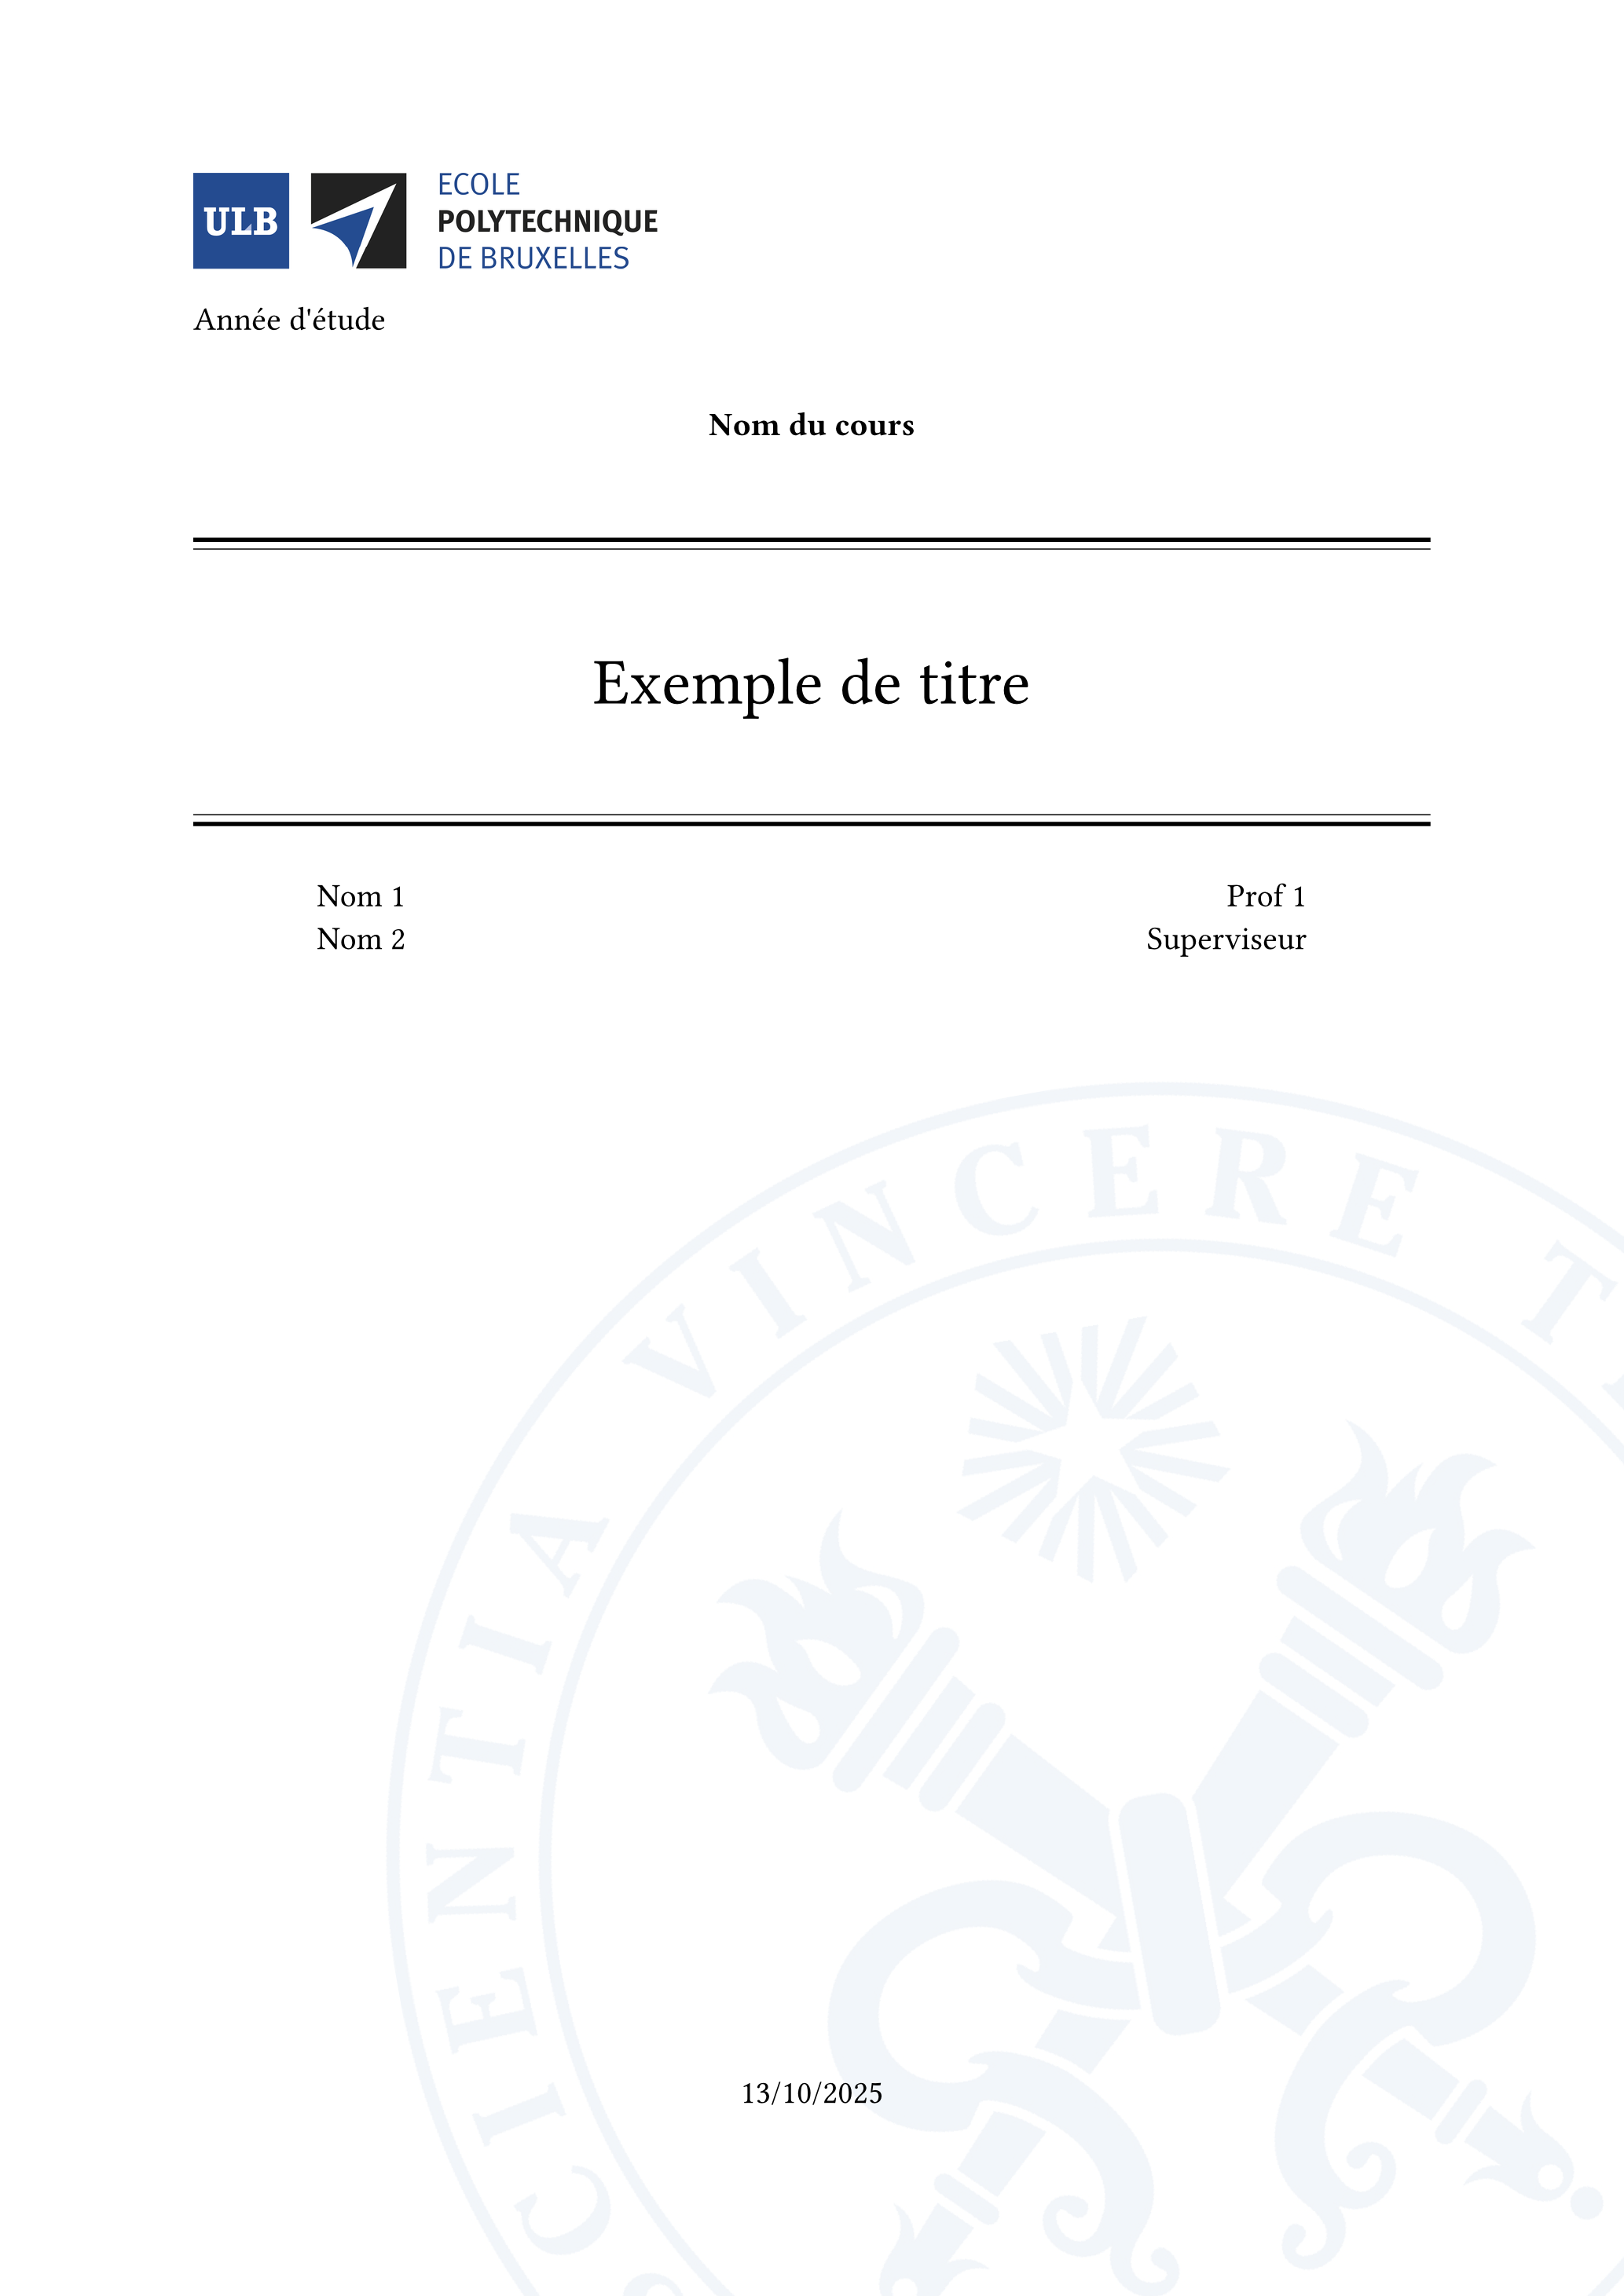 ULB
ECOLE
POLYTECHNIQUE
DE BRUXELLES
Année d'étude
Nom du cours
Exemple de titre
Nom 1
Prof 1
Nom 2
Superviseur
CIENTIA VINCERE T
13/10/2025